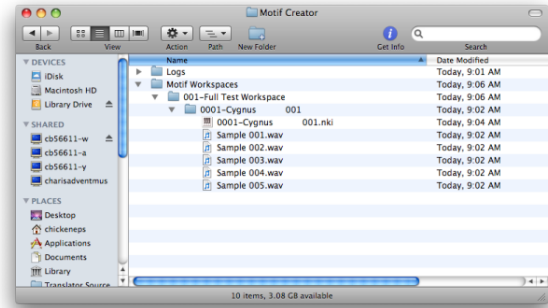 Motif Creator
Back View Action Path New Folder Get Info Search
Name Date Modified
DEVICES
iDisk
Macintosh HD
Library Drive
SHARED
cb56611-w
cb56611-a
cb56611-y
charisadventmus
PLACES
Desktop
chickeneps
Applications
Documents
Library
Translator Source
Logs Today, 9:01 AM
Motif Workspaces Today, 9:06 AM
001-Full Test Workspace Today, 9:06 AM
0001-Cygnus 001 Today, 9:02 AM
0001-Cygnus 001.nki Today, 9:04 AM
Sample 001.wav Today, 9:02 AM
Sample 002.wav Today, 9:02 AM
Sample 003.wav Today, 9:02 AM
Sample 004.wav Today, 9:02 AM
Sample 005.wav Today, 9:02 AM
10 items, 3.08 GB available